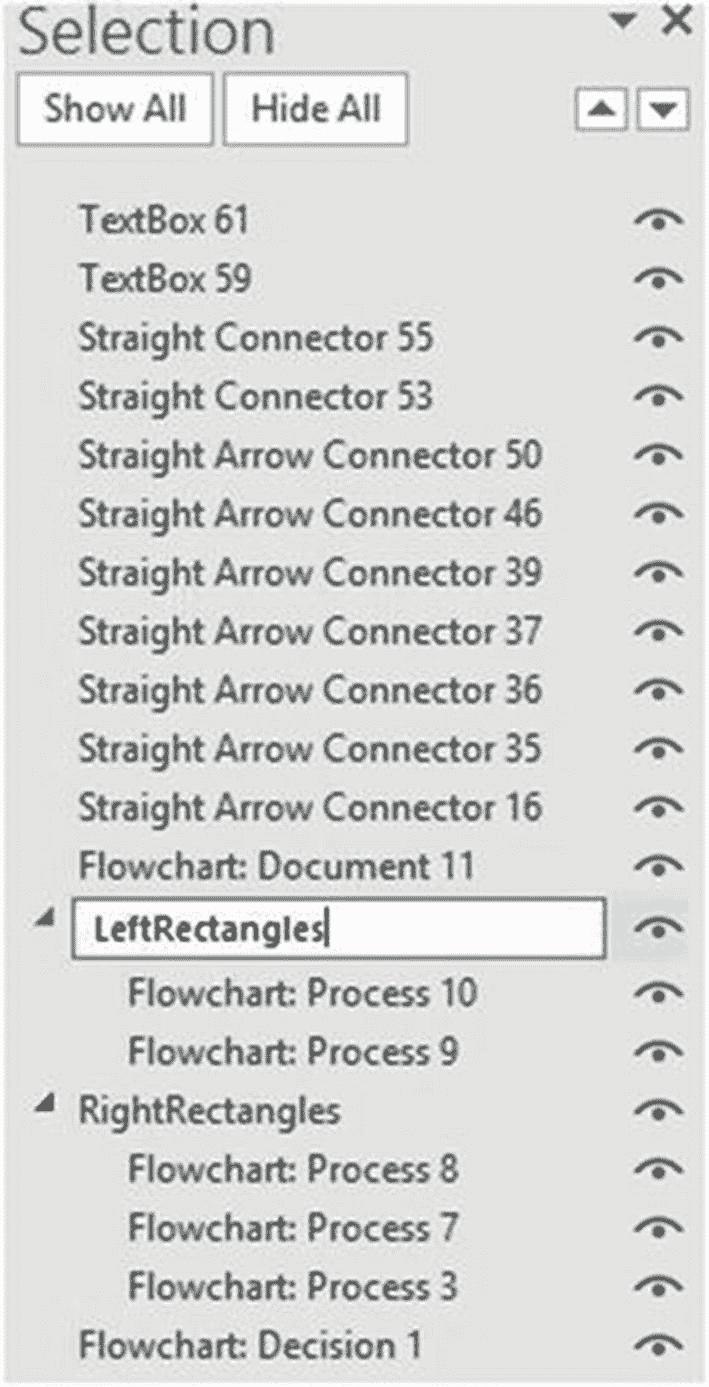 Selection
Show All Hide All
TextBox 61
TextBox 59
Straight Connector 55
Straight Connector 53
Straight Arrow Connector 50
Straight Arrow Connector 46
Straight Arrow Connector 39
Straight Arrow Connector 37
Straight Arrow Connector 36
Straight Arrow Connector 35
Straight Arrow Connector 16
Flowchart: Document 11
LeftRectangles
Flowchart: Process 10
Flowchart: Process 9
RightRectangles
Flowchart: Process 8
Flowchart: Process 7
Flowchart: Process 3
Flowchart: Decision 1